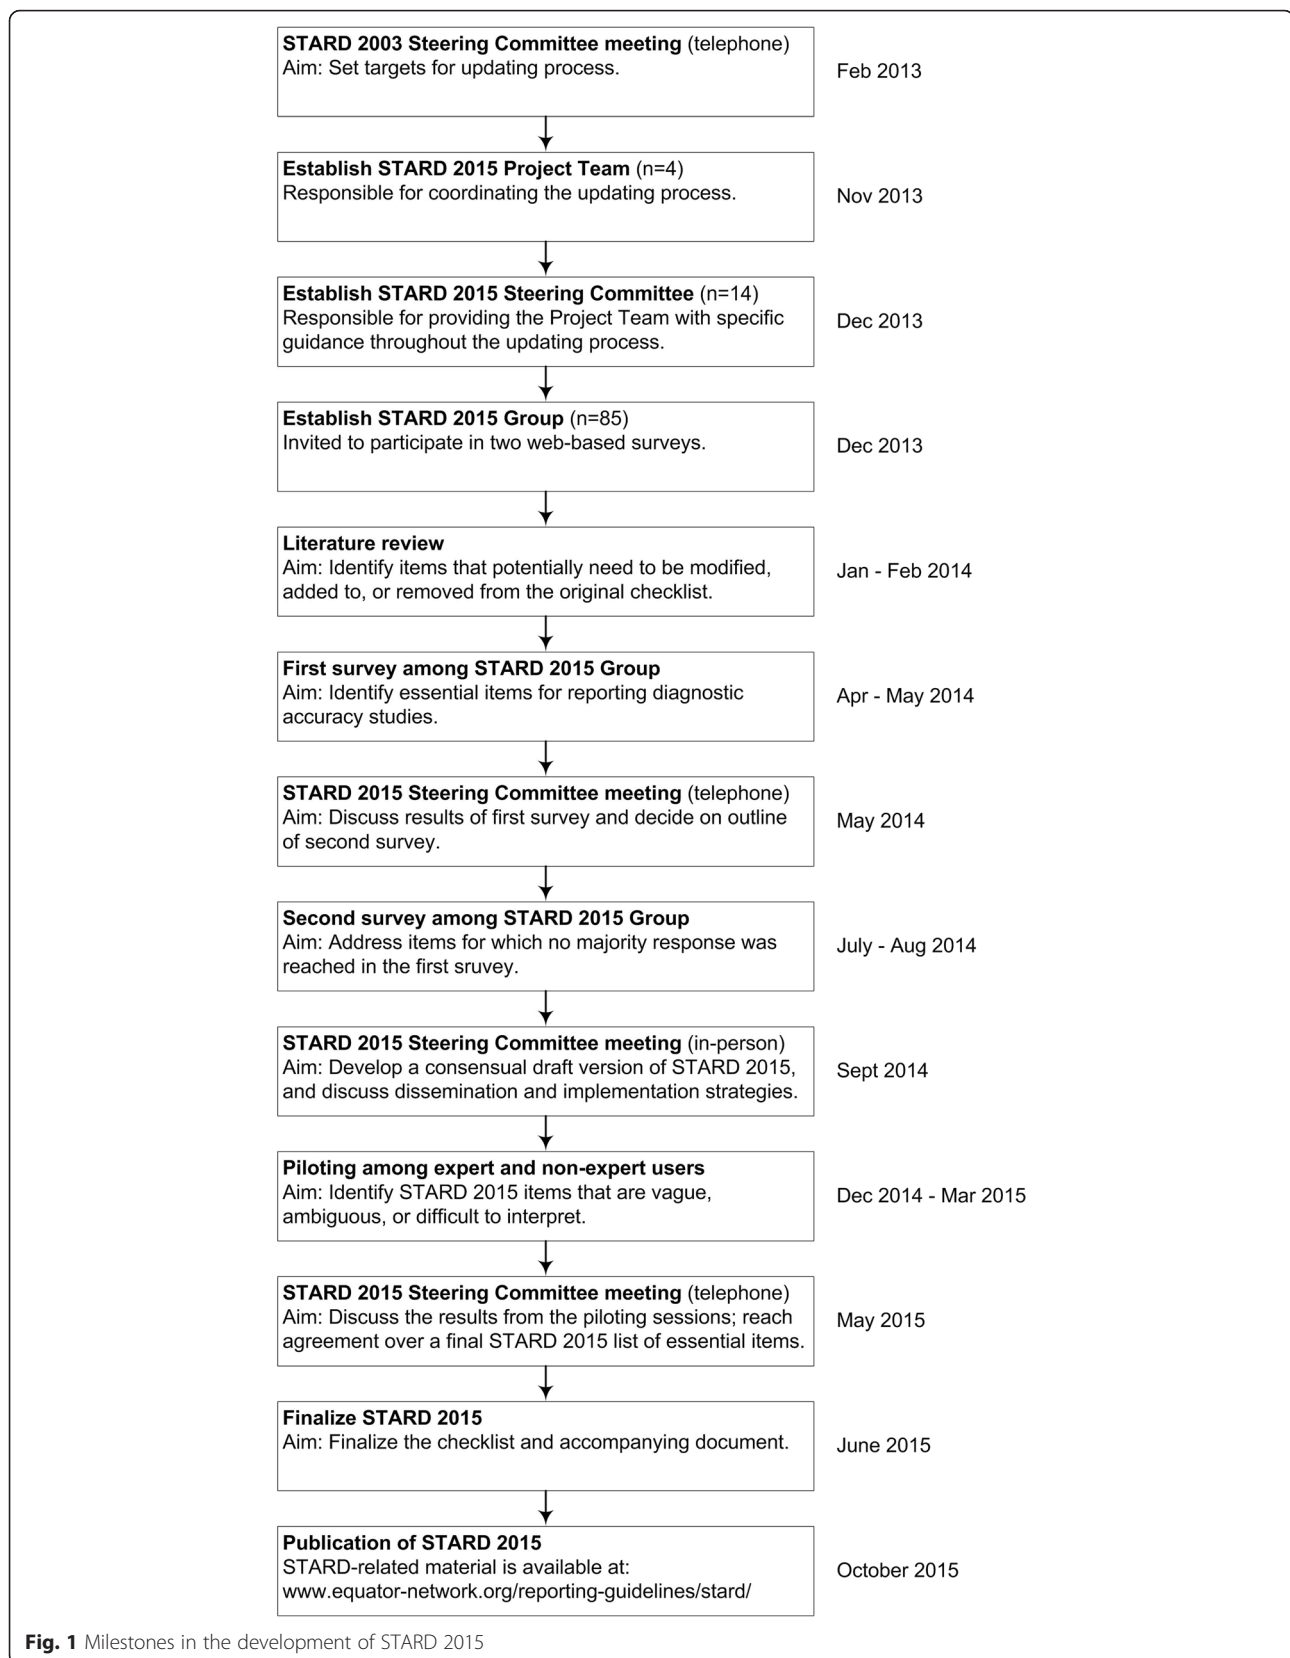 STARD 2003 Steering Committee meeting (telephone)
Aim: Set targets for updating process.
Feb 2013
Establish STARD 2015 Project Team (n=4)
Responsible for coordinating the updating process.
Nov 2013
Establish STARD 2015 Steering Committee (n=14)
Responsible for providing the Project Team with specific
guidance throughout the updating process.
Dec 2013
Establish STARD 2015 Group (n=85)
Invited to participate in two web-based surveys.
Dec 2013
Literature review
Aim: Identify items that potentially need to be modified,
added to, or removed from the original checklist.
Jan - Feb 2014
First survey among STARD 2015 Group
Aim: Identify essential items for reporting diagnostic
accuracy studies.
Apr - May 2014
STARD 2015 Steering Committee meeting (telephone)
Aim: Discuss results of first survey and decide on outline
of second survey.
May 2014
Second survey among STARD 2015 Group
Aim: Address items for which no majority response was
reached in the first sruvey.
July - Aug 2014
STARD 2015 Steering Committee meeting (in-person)
Aim: Develop a consensual draft version of STARD 2015,
and discuss dissemination and implementation strategies.
Sept 2014
Piloting among expert and non-expert users
Aim: Identify STARD 2015 items that are vague,
ambiguous, or difficult to interpret.
Dec 2014 - Mar 2015
STARD 2015 Steering Committee meeting (telephone)
Aim: Discuss the results from the piloting sessions; reach
agreement over a final STARD 2015 list of essential items.
May 2015
Finalize STARD 2015
Aim: Finalize the checklist and accompanying document.
June 2015
Publication of STARD 2015
STARD-related material is available at:
www.equator-network.org/reporting-guidelines/stard/
October 2015
Fig. 1 Milestones in the development of STARD 2015